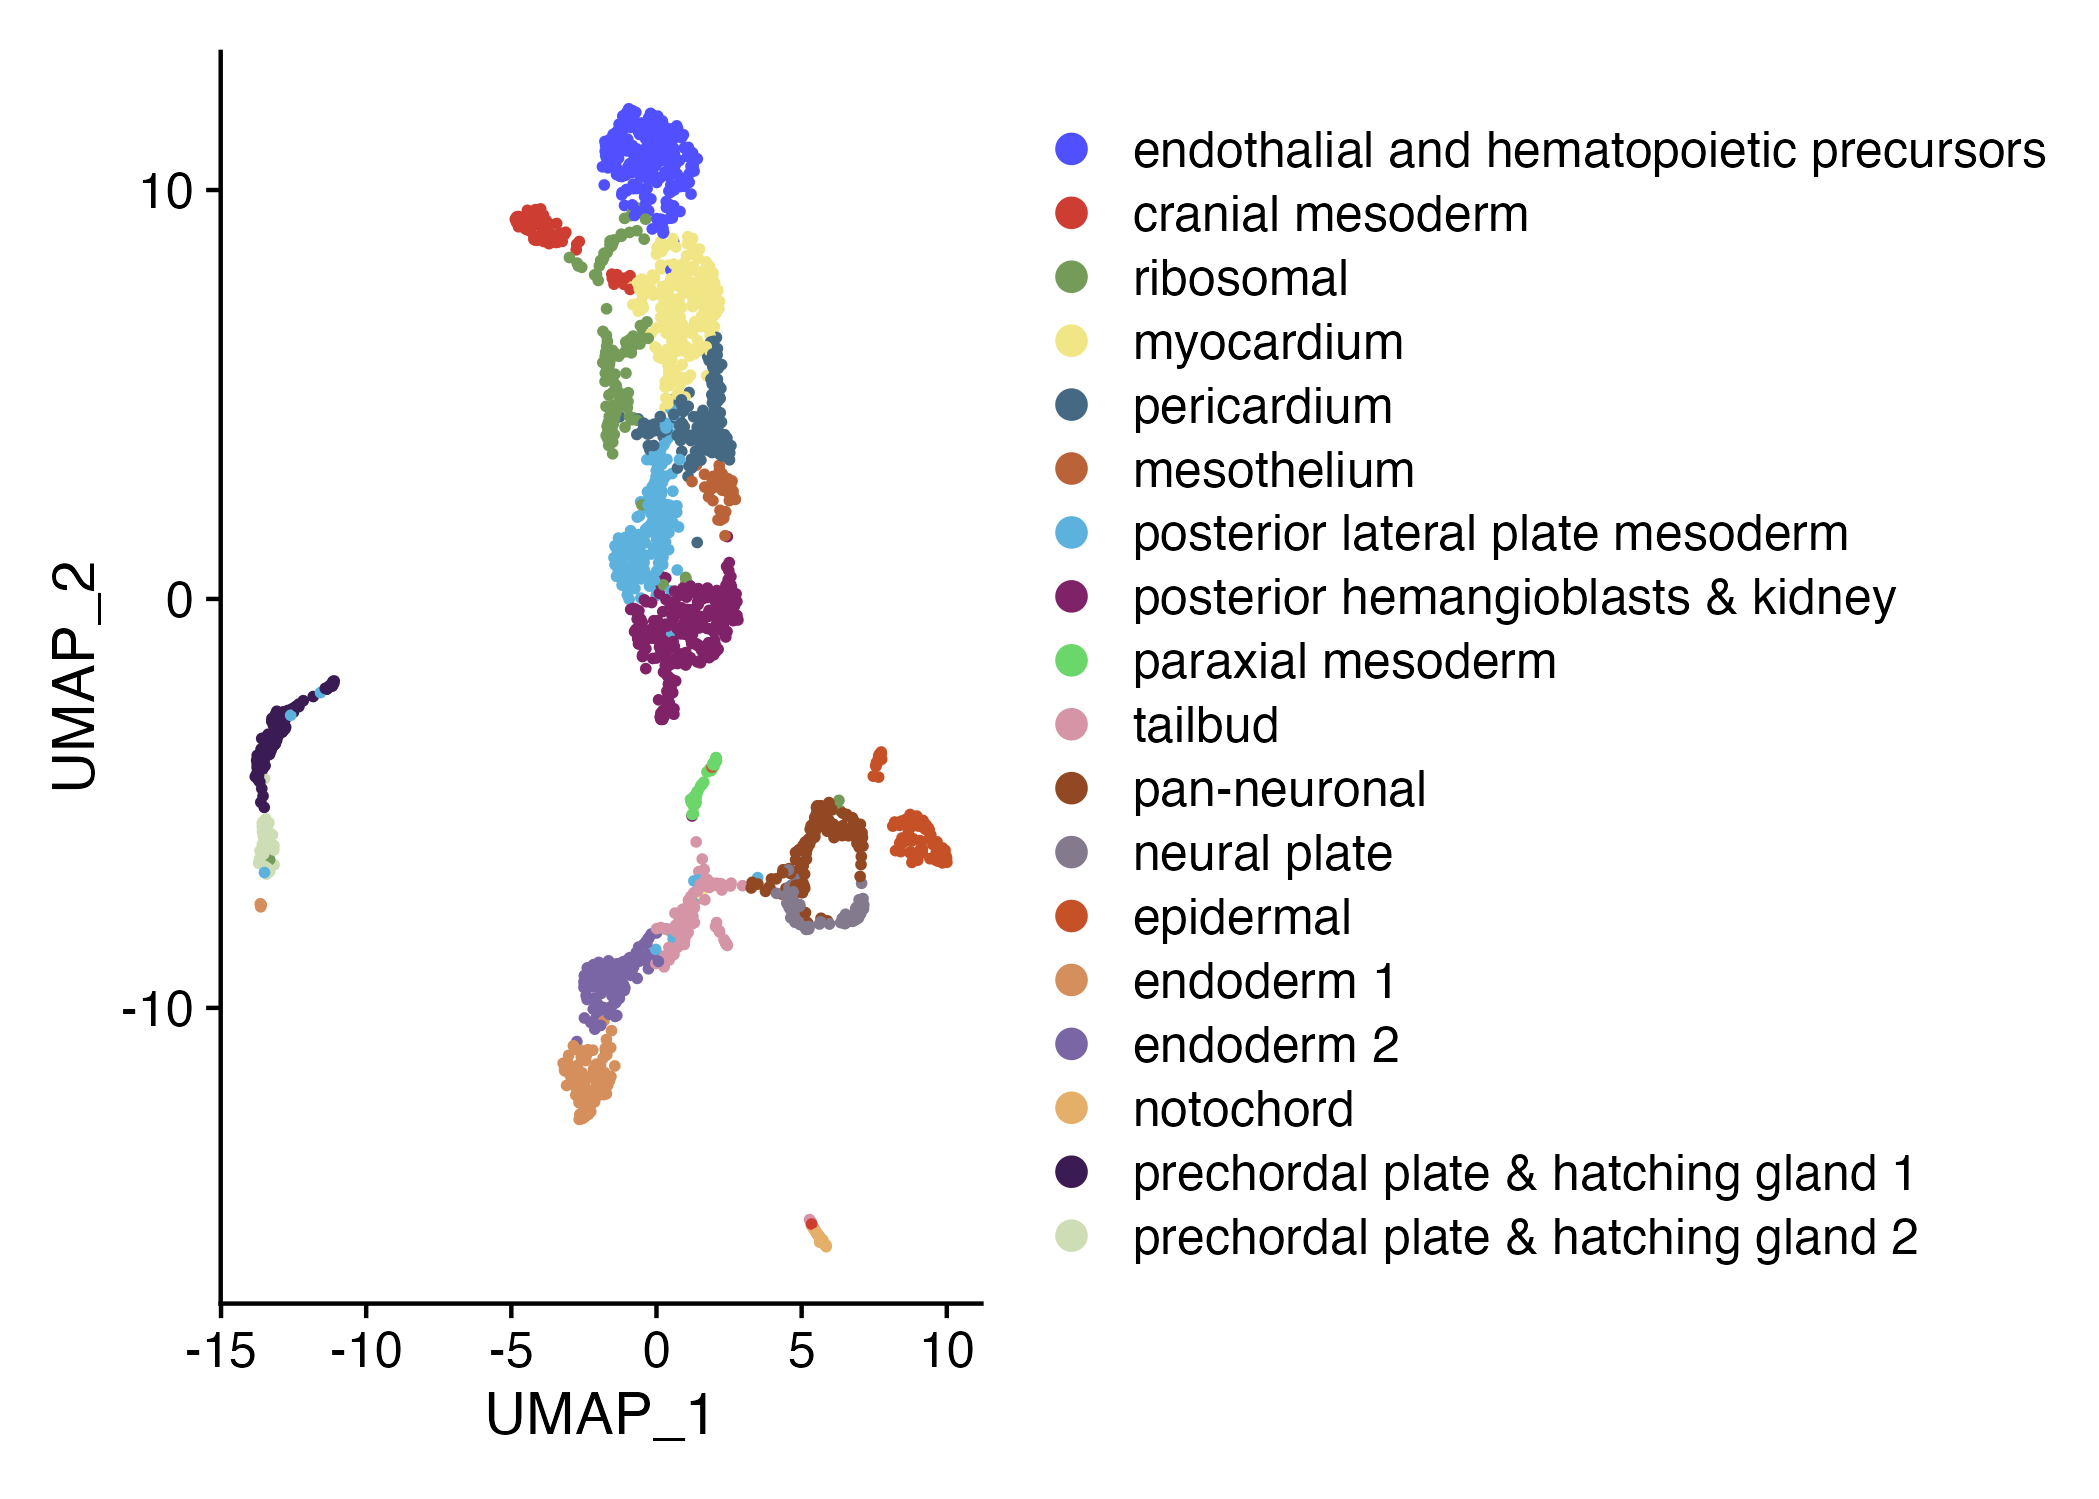 10
0
-10
UMAP_2
-15 -10 -5 0 5 10
UMAP_1
endothalial and hematopoietic precursors
cranial mesoderm
ribosomal
myocardium
pericardium
mesothelium
posterior lateral plate mesoderm
posterior hemangioblasts & kidney
paraxial mesoderm
tailbud
pan-neuronal
neural plate
epidermal
endoderm 1
endoderm 2
notochord
prechordal plate & hatching gland 1
prechordal plate & hatching gland 2